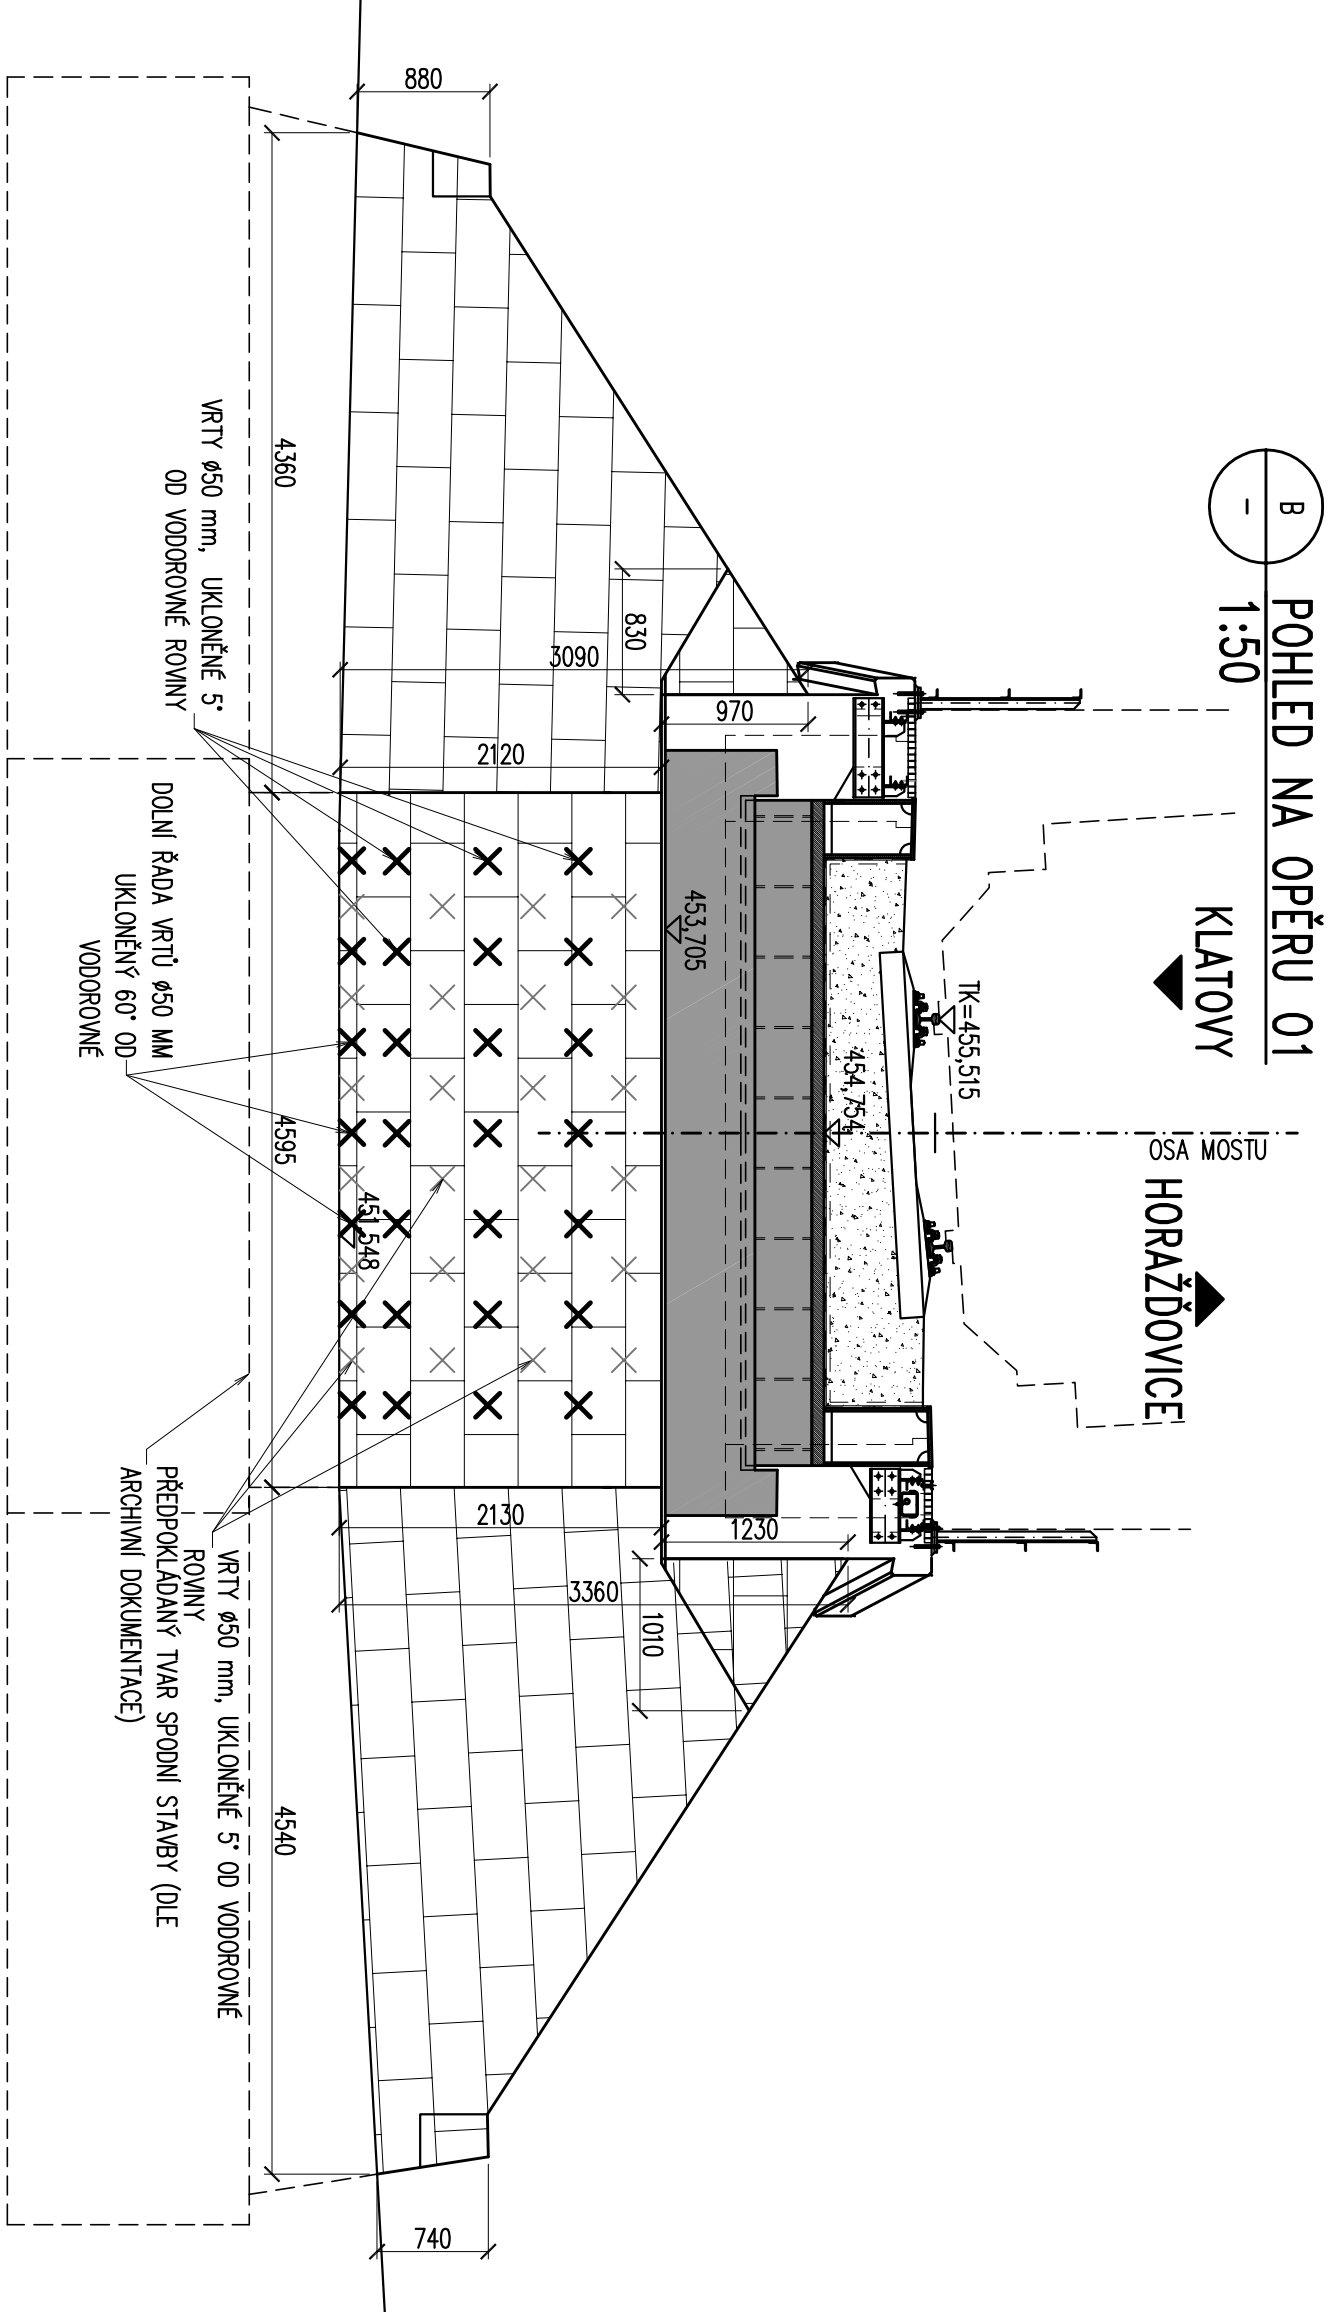 B
-
POHLED NA OPĚRU 01
1:50
KLATOVY
HORAŽĎOVICE
OSA MOSTU
TK=455,515
454,754
453,705
451,548
880
4360
830
3090
970
2120
4595
2130
1230
3360
1010
4540
740
VRTY ø50 mm, UKLONĚNÉ 5°
OD VODOROVNÉ ROVINY
DOLNÍ ŘADA VRTŮ ø50 MM
UKLONĚNÝ 60° OD
VODOROVNÉ
VRTY ø50 mm, UKLONĚNÉ 5° OD VODOROVNÉ
ROVINY
PŘEDPOKLÁDANÝ TVAR SPODNÍ STAVBY (DLE
ARCHIVNÍ DOKUMENTACE)